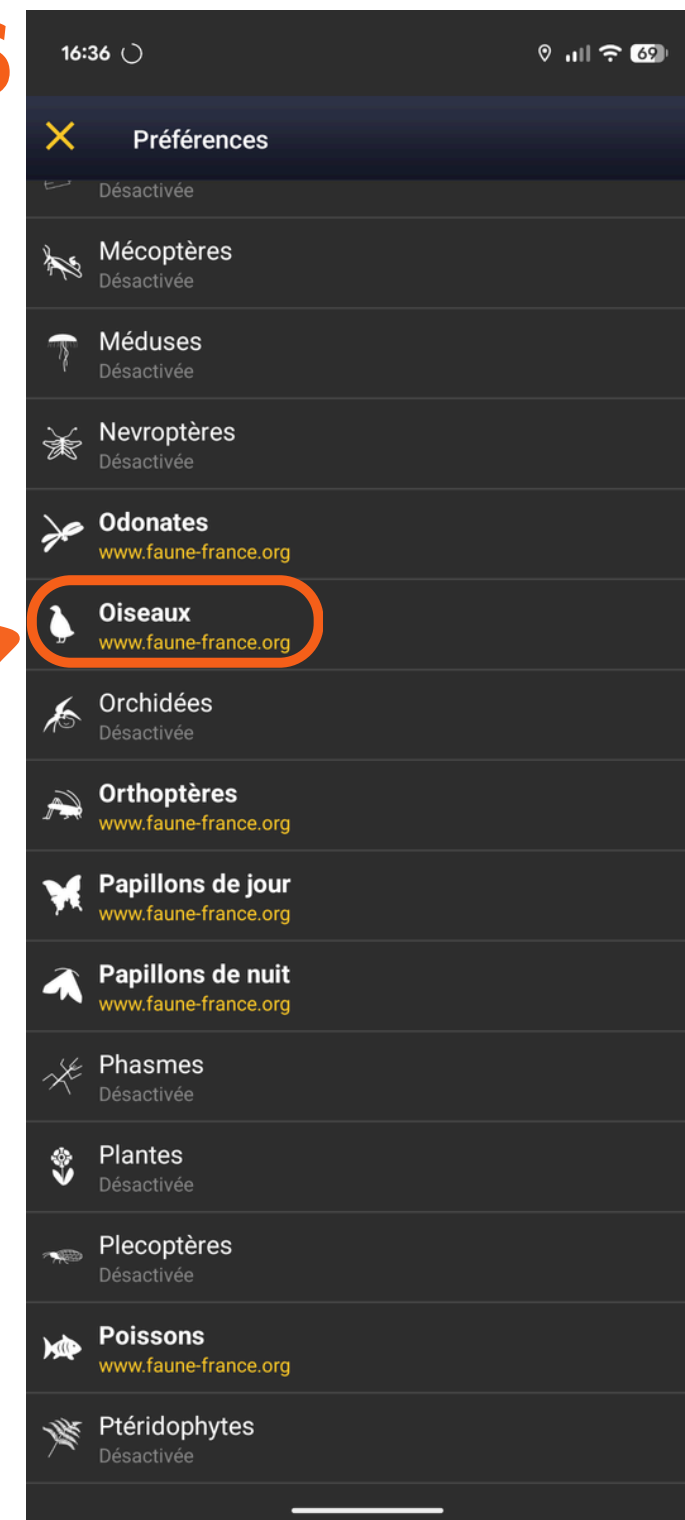 16:36
69
Préférences
Désactivée
Mécoptères
Désactivée
Méduses
Désactivée
Nevroptères
Désactivée
Odonates
www.faune-france.org
Oiseaux
www.faune-france.org
Orchidées
Désactivée
Orthoptères
www.faune-france.org
Papillons de jour
www.faune-france.org
Papillons de nuit
www.faune-france.org
Phasmes
Désactivée
Plantes
Désactivée
Plecoptères
Désactivée
Poissons
www.faune-france.org
Ptéridophytes
Désactivée